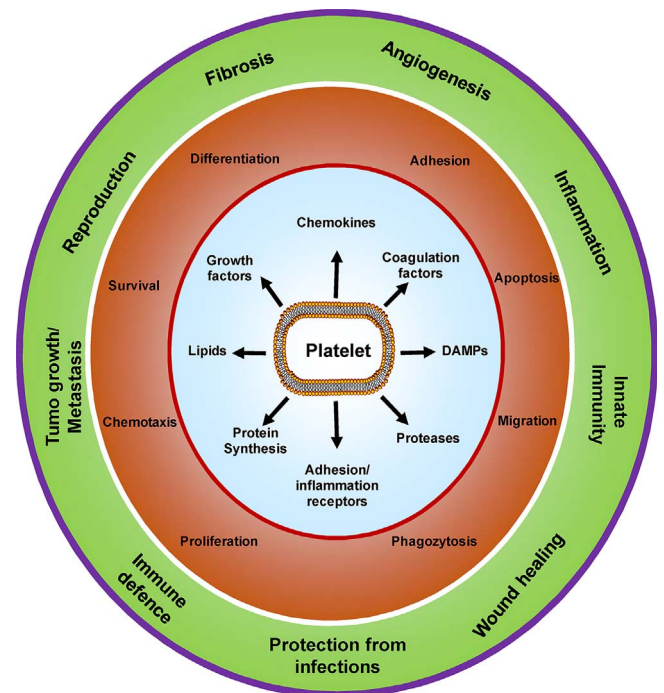 Fibrosis
Angiogenesis
Reproduction
Inflammation
Tumo growth/
Metastasis
Innate
Immunity
Immune
defence
Wound healing
Protection from
infections
Differentiation
Adhesion
Survival
Apoptosis
Chemotaxis
Migration
Proliferation
Phagozytosis
Chemokines
Growth
factors
Coagulation
factors
Lipids
Platelet
DAMPs
Protein
Synthesis
Proteases
Adhesion/
inflammation
receptors